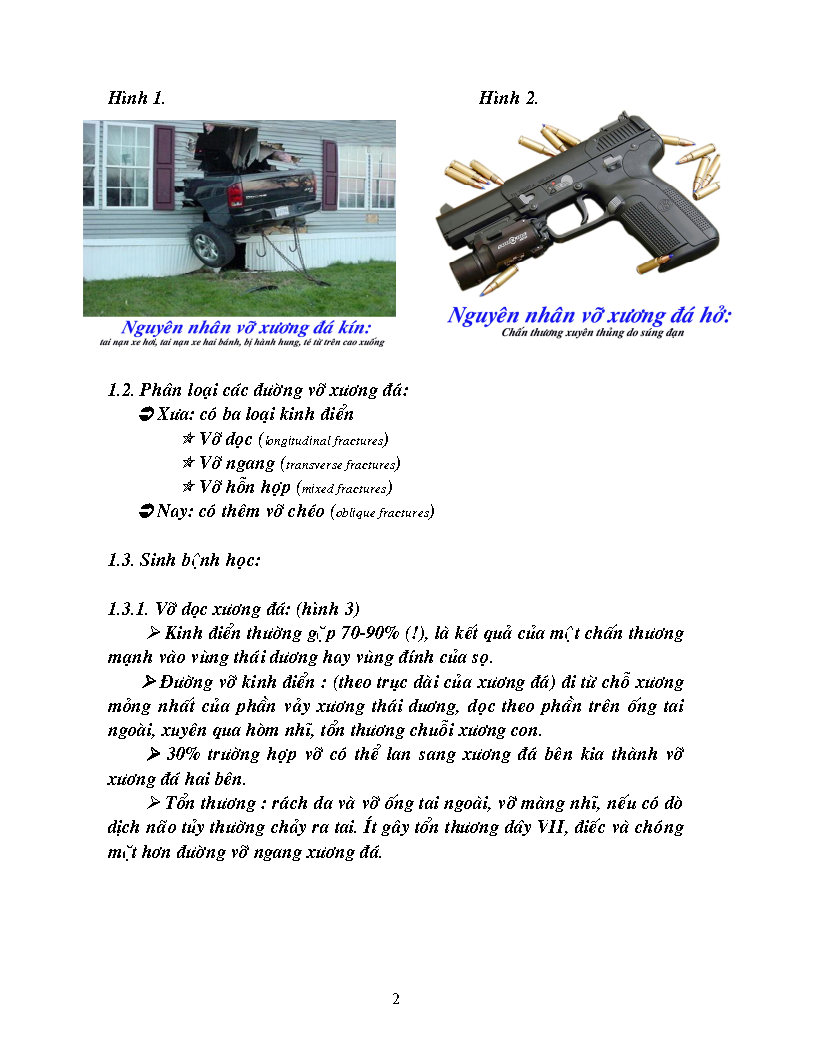 Hình 1.
Hình 2.
Nguyên nhân vỡ xương đá kín:
tai nạn xe hơi, tai nạn xe hai bánh, bị hành hung, té từ trên cao xuống
Nguyên nhân vỡ xương đá hở:
Chấn thương xuyên thủng do súng đạn
1.2. Phân loại các đường vỡ xương đá:
➲ Xưa: có ba loại kinh điển
✯ Vỡ dọc (longitudinal fractures)
✯ Vỡ ngang (transverse fractures)
✯ Vỡ hỗn hợp (mixed fractures)
➲ Nay: có thêm vỡ chéo (oblique fractures)
1.3. Sinh bệnh học:
1.3.1. Vỡ dọc xương đá: (hình 3)
➢ Kinh điển thường gặp 70-90% (!), là kết quả của một chấn thương
mạnh vào vùng thái dương hay vùng đính của sọ.
➢ Đường vỡ kinh điển : (theo trục dài của xương đá) đi từ chỗ xương
mỏng nhất của phần vảy xương thái dương, dọc theo phần trên ống tai
ngoài, xuyên qua hòm nhĩ, tổn thương chuỗi xương con.
➢ 30% trường hợp vỡ có thể lan sang xương đá bên kia thành vỡ
xương đá hai bên.
➢ Tổn thương : rách da và vỡ ống tai ngoài, vỡ màng nhĩ, nếu có dò
dịch não tủy thường chảy ra tai. Ít gây tổn thương dây VII, điếc và chóng
mặt hơn đường vỡ ngang xương đá.
2